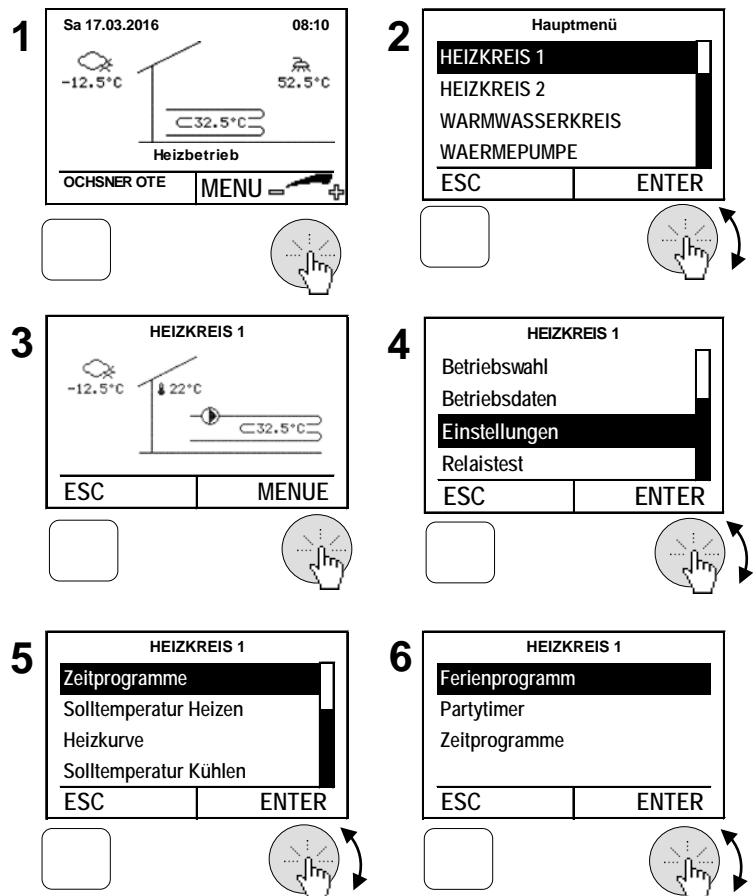 1
Sa 17.03.2016 08:10
-12.5°C 52.5°C
32.5°C
Heizbetrieb
OCHSNER OTE MENU - +
2
Hauptmenü
HEIZKREIS 1
HEIZKREIS 2
WARMWASSERKREIS
WAERMEPUMPE
ESC ENTER
3
HEIZKREIS 1
-12.5°C 22°C
32.5°C
ESC MENUE
4
HEIZKREIS 1
Betriebswahl
Betriebsdaten
Einstellungen
Relaistest
ESC ENTER
5
HEIZKREIS 1
Zeitprogramme
Solltemperatur Heizen
Heizkurve
Solltemperatur Kühlen
ESC ENTER
6
HEIZKREIS 1
Ferienprogramm
Partytimer
Zeitprogramme
ESC ENTER